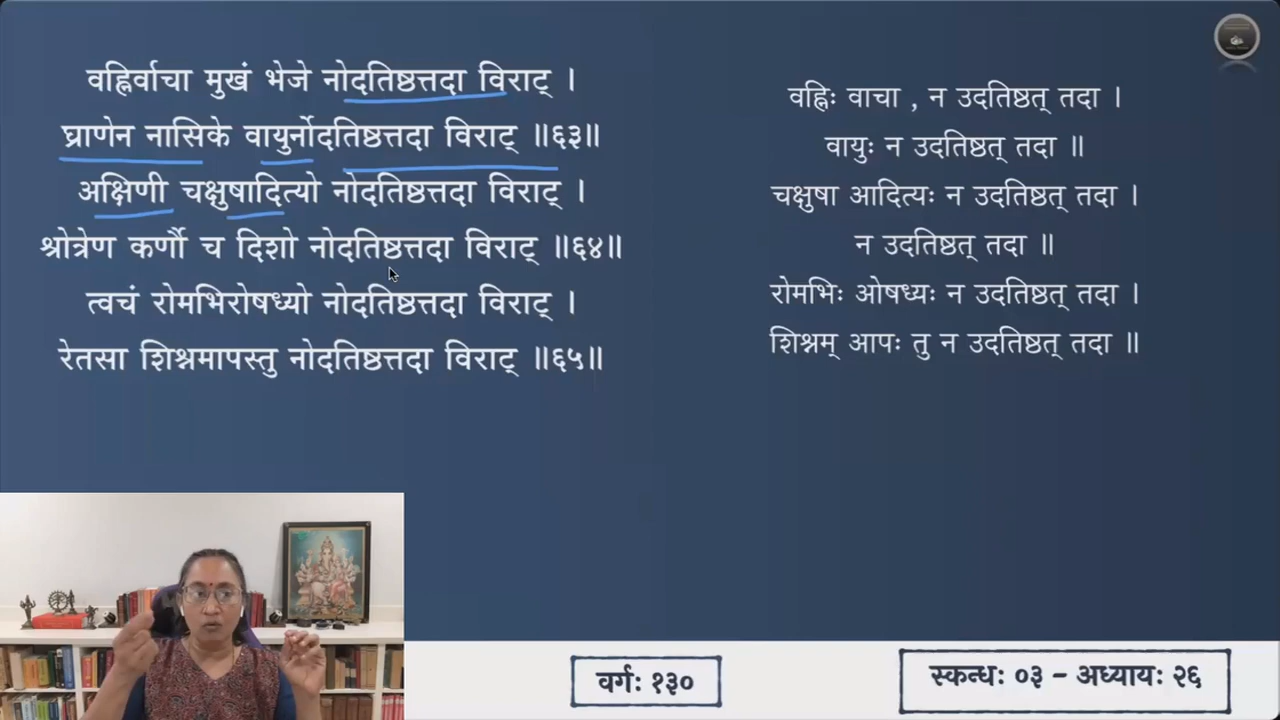 वह्निर्वाचा मुखं भेजे नोदतिष्ठत्तदा विराट् ।
घ्राणेन नासिके वायुर्नोदतिष्ठत्तदा विराट् ॥६३॥
अक्षिणी चक्षुषादित्यो नोदतिष्ठत्तदा विराट् ।
श्रोत्रेण कर्णौ च दिशो नोदतिष्ठत्तदा विराट् ॥६४॥
त्वचं रोमभिरोषध्यो नोदतिष्ठत्तदा विराट् ।
रेतसा शिश्नमापस्तु नोदतिष्ठत्तदा विराट् ॥६५॥
वह्निः वाचा , न उदतिष्ठत् तदा ।
वायुः न उदतिष्ठत् तदा ॥
चक्षुषा आदित्यः न उदतिष्ठत् तदा ।
न उदतिष्ठत् तदा ॥
रोमभिः ओषध्यः न उदतिष्ठत् तदा ।
शिश्नम् आपः तु न उदतिष्ठत् तदा ॥
वर्गः १३०
स्कन्धः ०३ - अध्यायः २६